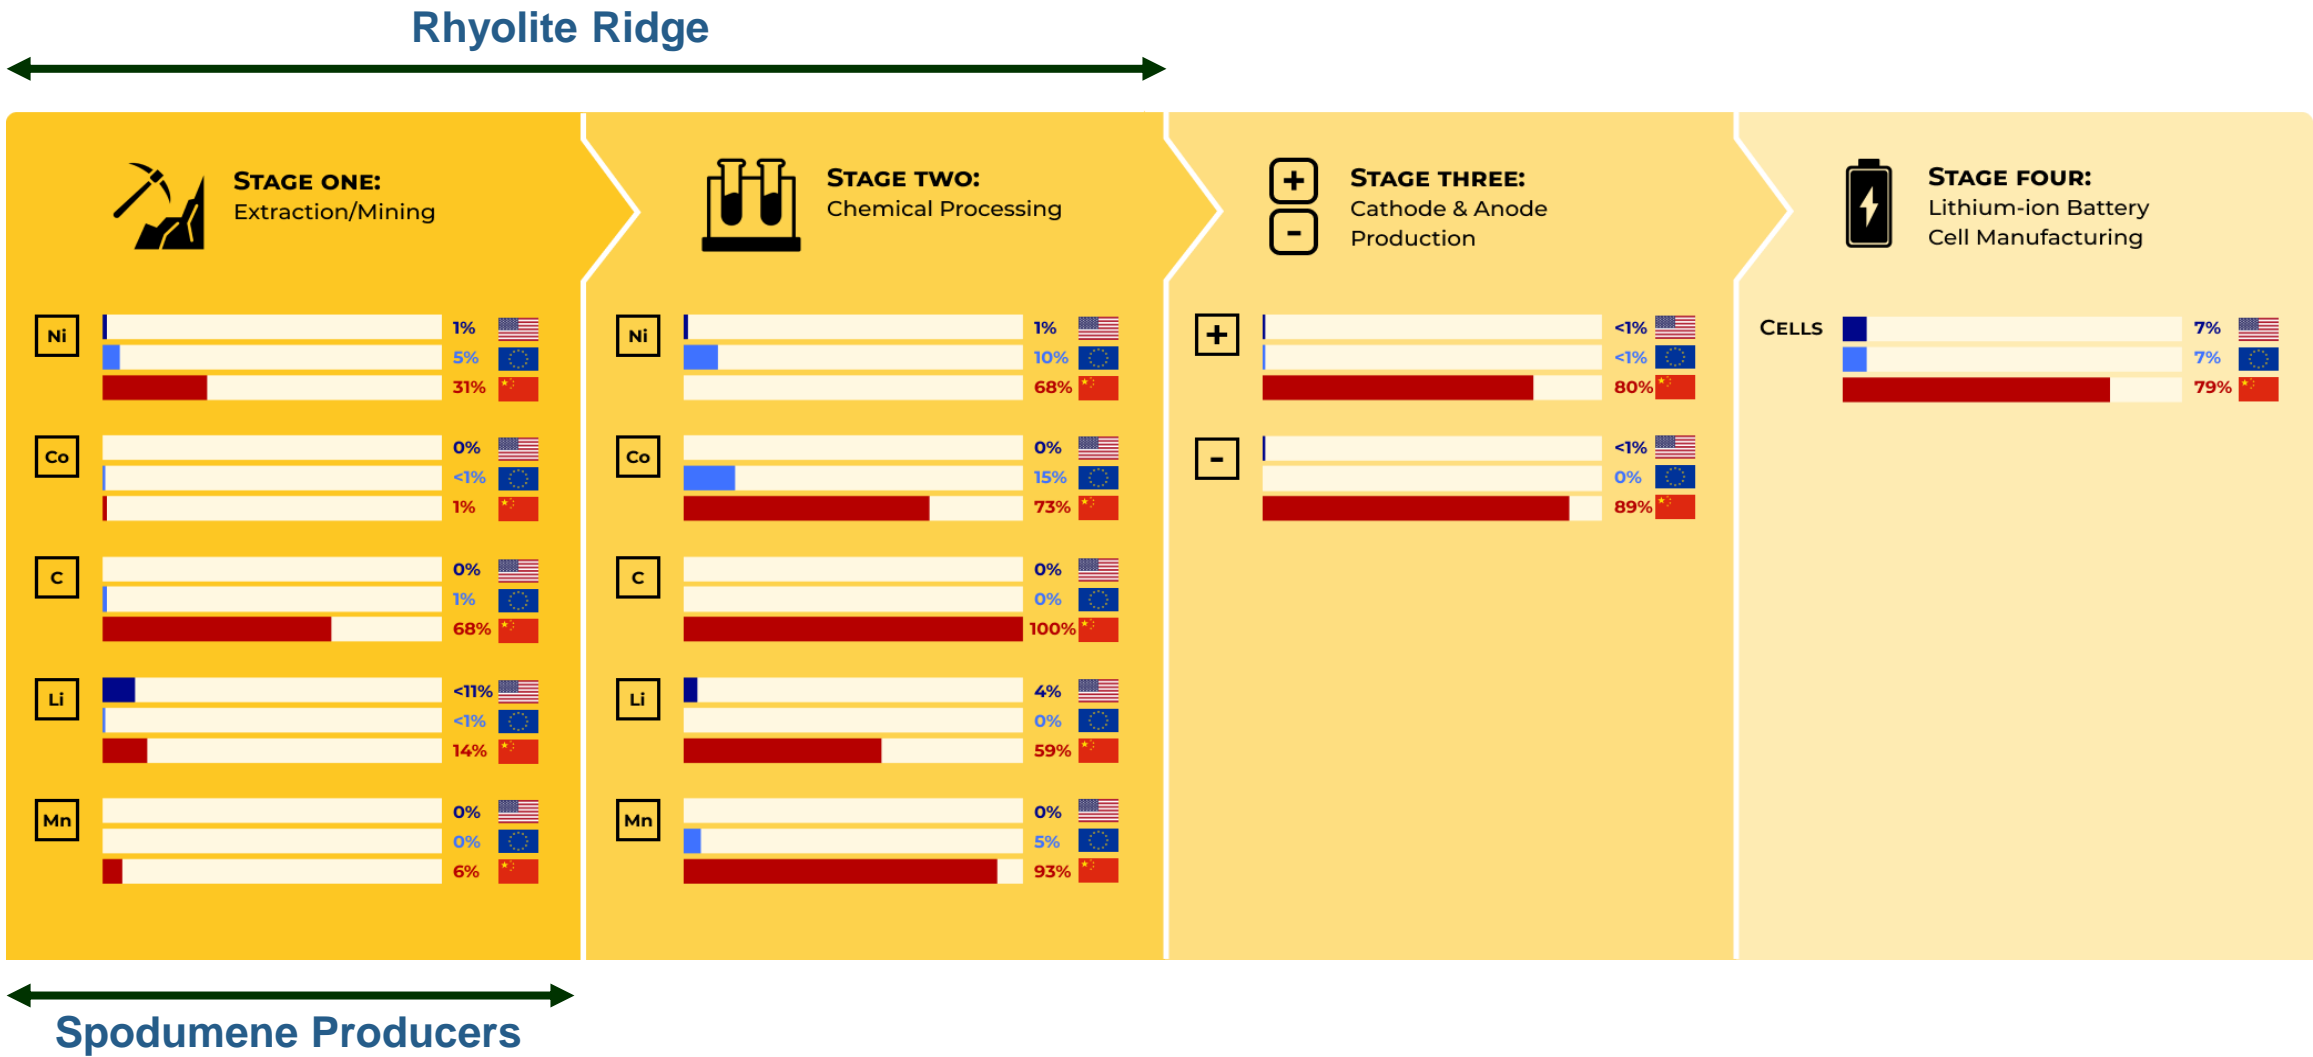 Rhyolite Ridge
STAGE ONE:
Extraction/Mining
Ni
1%
5%
31%
Co
0%
<1%
1%
C
0%
1%
68%
Li
<11%
<1%
14%
Mn
0%
0%
6%
STAGE TWO:
Chemical Processing
Ni
1%
10%
68%
Co
0%
15%
73%
C
0%
0%
100%
Li
4%
0%
59%
Mn
0%
5%
93%
+
-
STAGE THREE:
Cathode & Anode
Production
+
<1%
<1%
80%
-
<1%
0%
89%
STAGE FOUR:
Lithium-ion Battery
Cell Manufacturing
CELLS
7%
7%
79%
Spodumene Producers